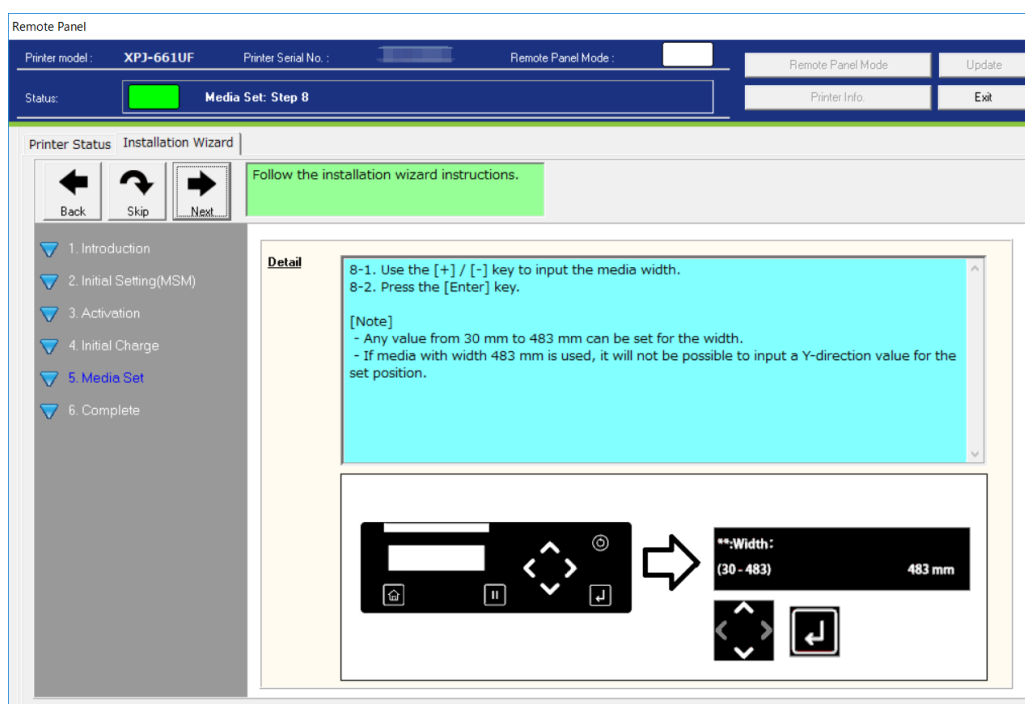 Remote Panel
Printer model : XPJ-661UF Printer Serial No. : Remote Panel Mode :
Remote Panel Mode Update
Status: Media Set: Step 8
Printer Info. Exit
Printer Status Installation Wizard
Back Skip Next
Follow the installation wizard instructions.
1. Introduction
2. Initial Setting(MSM)
3. Activation
4. Initial Charge
5. Media Set
6. Complete
Detail
8-1. Use the [+] / [-] key to input the media width.
8-2. Press the [Enter] key.
[Note]
- Any value from 30 mm to 483 mm can be set for the width.
- If media with width 483 mm is used, it will not be possible to input a Y-direction value for the
set position.
**:Width:
(30 - 483) 483 mm